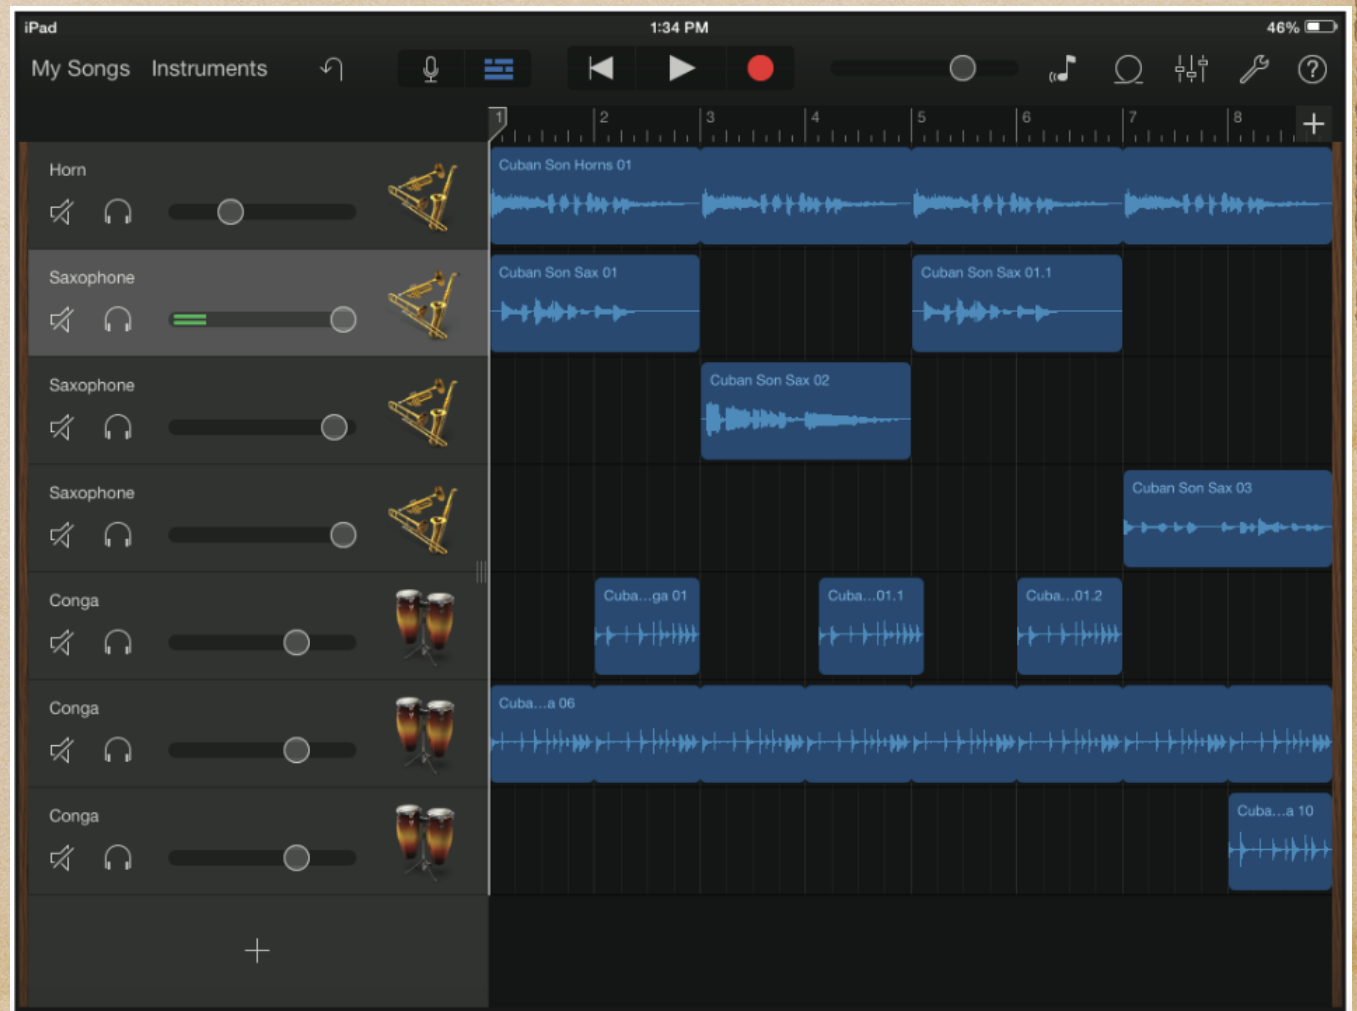 iPad 1:34 PM 46%
My Songs Instruments ?
1 2 3 4 5 6 7 8 +
Horn
Cuban Son Horns 01
Saxophone
Cuban Son Sax 01 Cuban Son Sax 01.1
Saxophone
Cuban Son Sax 02
Saxophone
Cuban Son Sax 03
Conga
Cuba...ga 01 Cuba...01.1 Cuba...01.2
Conga
Cuba...a 06
Conga
Cuba...a 10
+